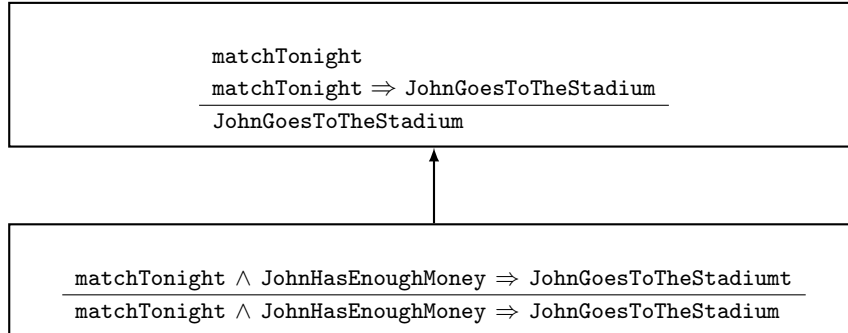 matchTonight
matchTonight ⇒ JohnGoesToTheStadium
JohnGoesToTheStadium
matchTonight ∧ JohnHasEnoughMoney ⇒ JohnGoesToTheStadiumt
matchTonight ∧ JohnHasEnoughMoney ⇒ JohnGoesToTheStadium